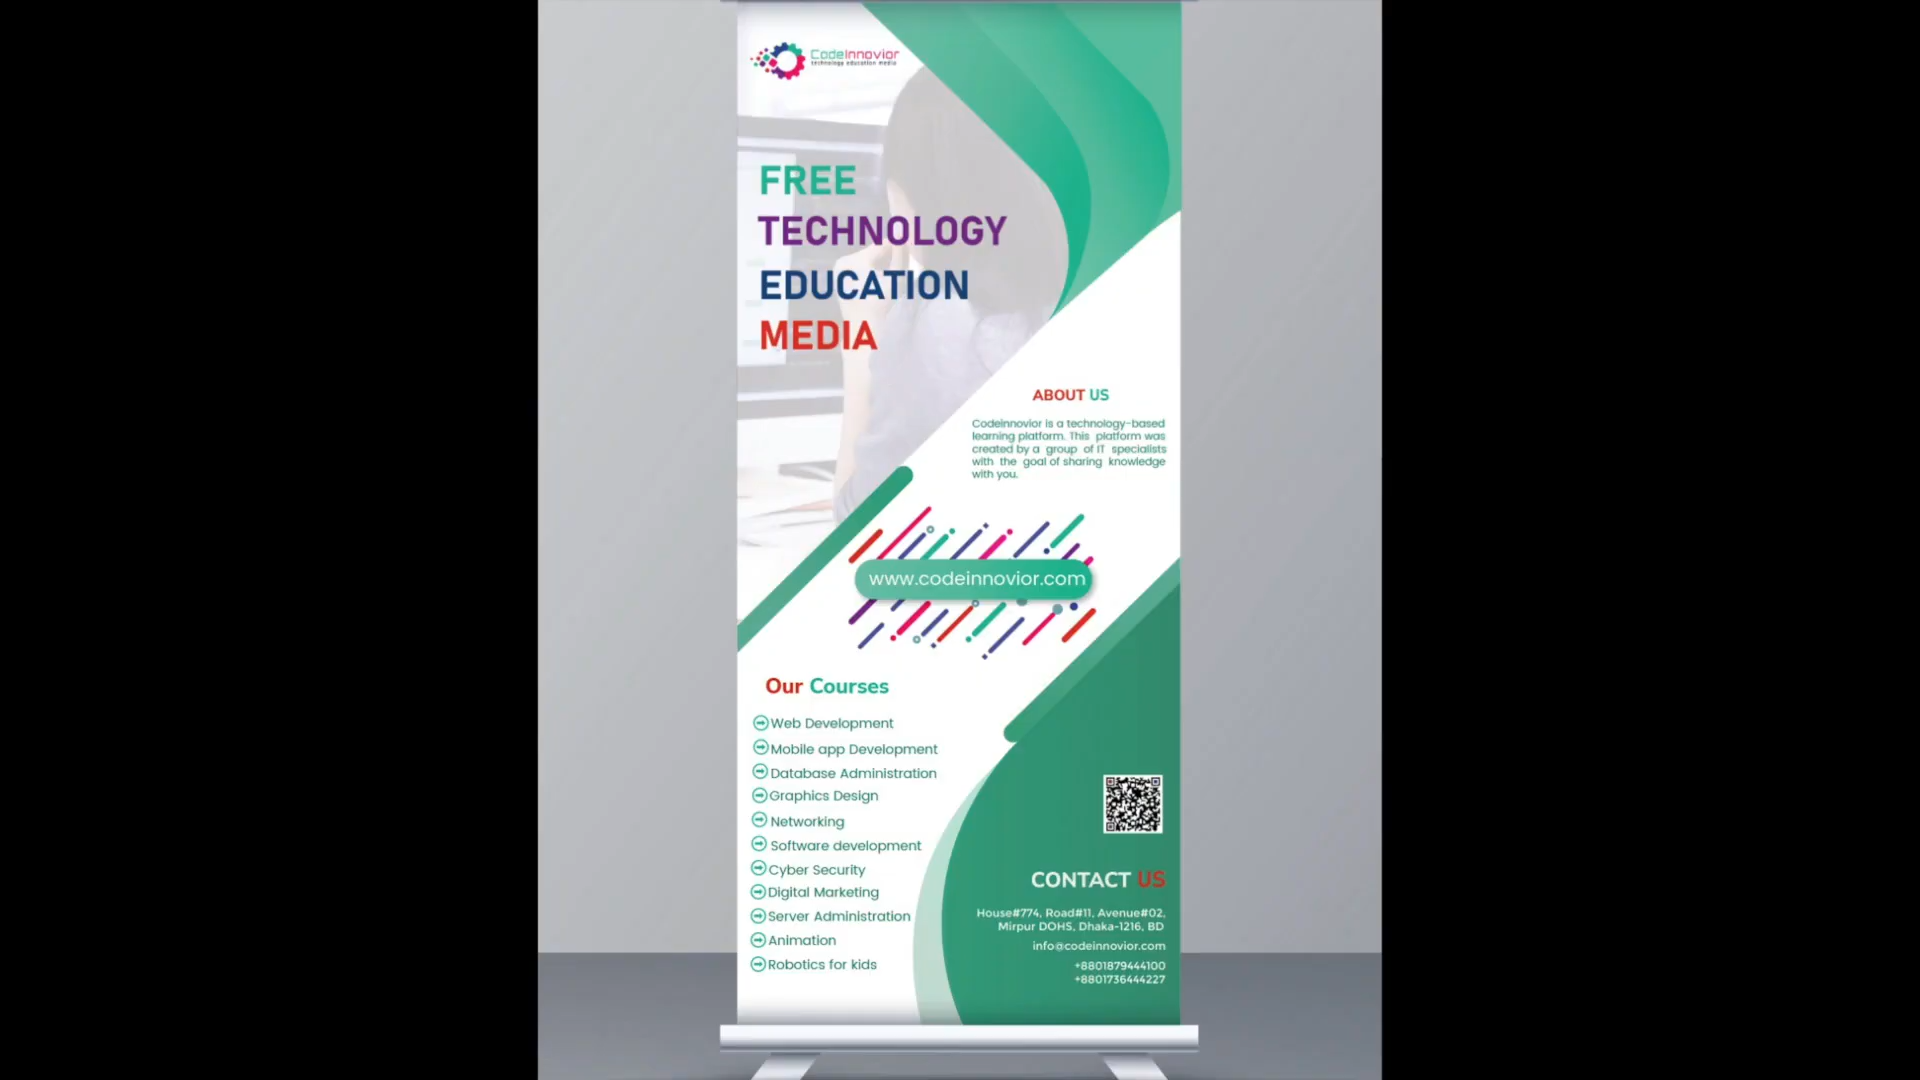 CodeInnovior
technology education media
FREE
TECHNOLOGY
EDUCATION
MEDIA
ABOUT US
Codeinnovior is a technology-based
learning platform. This platform was
created by a group of IT specialists
with the goal of sharing knowledge
with you.
www.codeinnovior.com
Our Courses
Web Development
Mobile app Development
Database Administration
Graphics Design
Networking
Software development
Cyber Security
Digital Marketing
Server Administration
Animation
Robotics for kids
CONTACT US
House#774, Road#11, Avenue#02,
Mirpur DOHS, Dhaka-1216, BD
info@codeinnovior.com
+8801879444100
+8801736444227